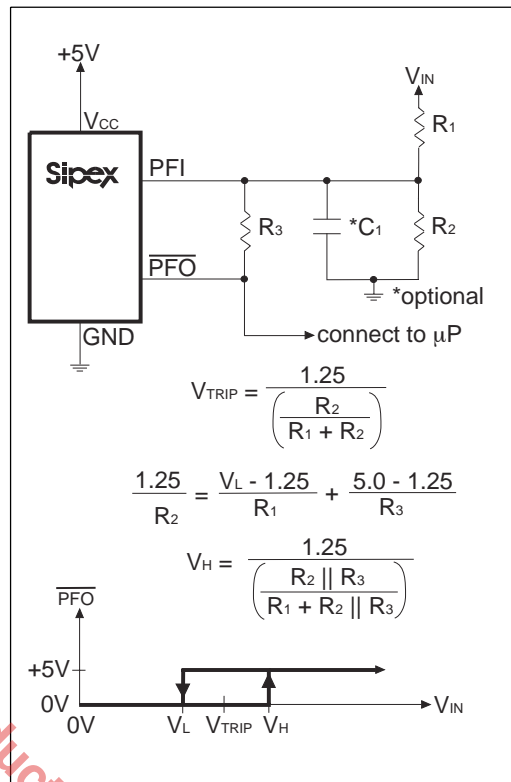 +5V
VIN
VCC
R1
Sipex
PFI
R3
*C1
R2
PFO
*optional
GND
connect to µP
VTRIP = 1.25 / (R2 / (R1 + R2))
1.25 / R2 = (VL - 1.25) / R1 + (5.0 - 1.25) / R3
VH = 1.25 / (R2 || R3 / (R1 + R2 || R3))
PFO
+5V
0V
0V
VL
VTRIP
VH
VIN